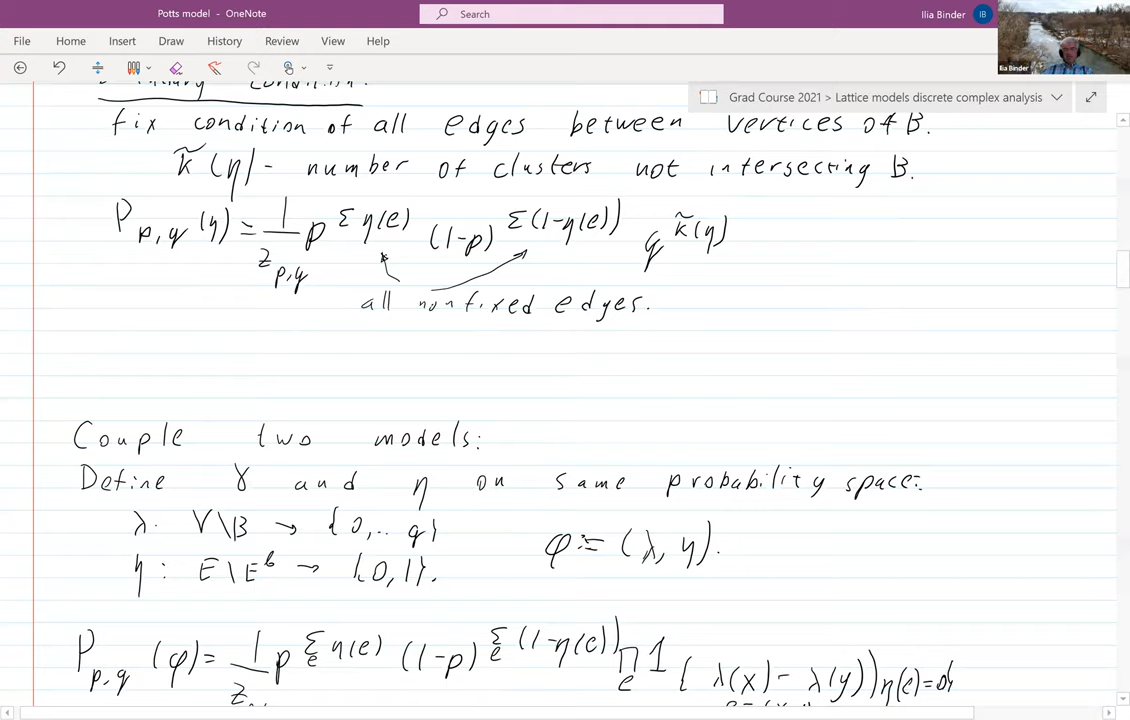 Potts model - OneNote
Search
Ilia Binder
IB
File Home Insert Draw History Review View Help
Ilia Binder
Grad Course 2021 > Lattice models discrete complex analysis
fix condition of all edges between vertices of B.
k̃(η) - number of clusters not intersecting B.
P_{p,q}(η) = 1/Z_{p,q} p^{Σ η(e)} (1-p)^{Σ(1-η(e))} q^{k̃(η)}
all nonfixed edges.
Couple two models:
Define γ and η on same probability space:
λ: V\B → {0,.. q}
φ := (λ, η).
η: E\E^b → {0,1}.
P_{p,q}(φ) = 1/Z p^{Σ_e η(e)} (1-p)^{Σ_e (1-η(e))} ∏_e 1{(λ(x) - λ(y))η(e)=0}